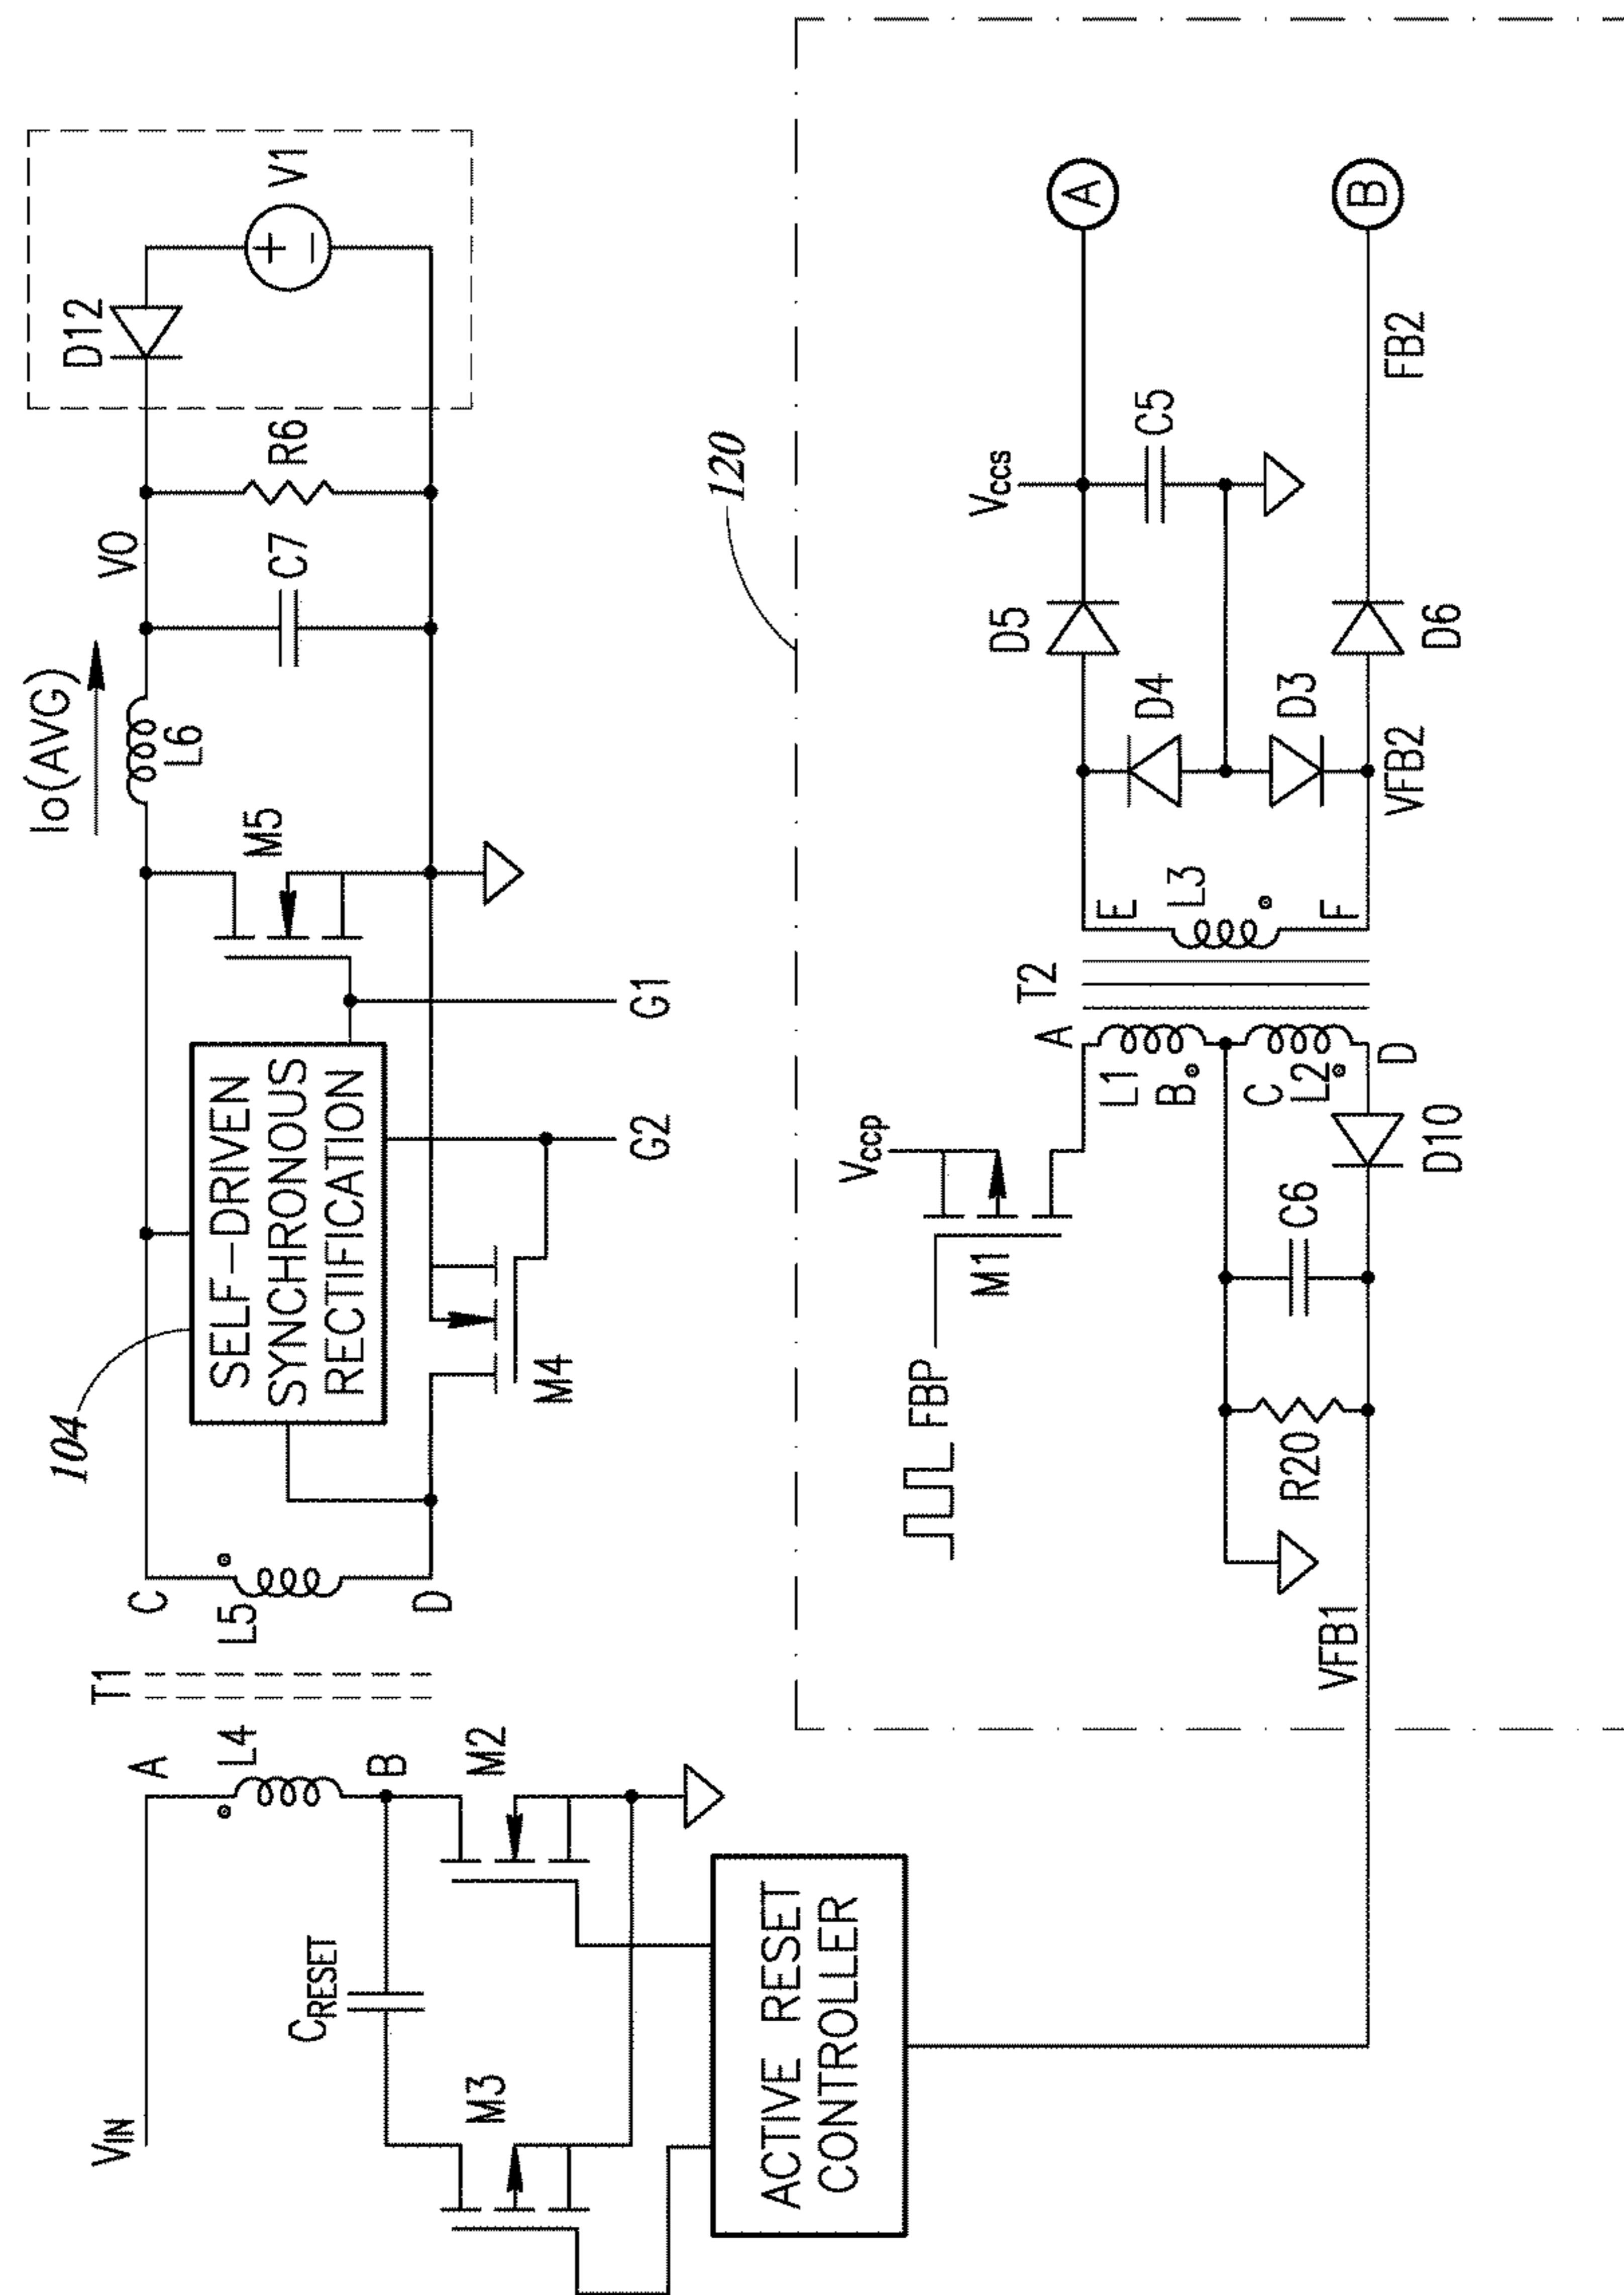 VIN
A
L4
T1
C
L5
D
B
CRESET
M3
M2
ACTIVE RESET
CONTROLLER
104
SELF-DRIVEN
SYNCHRONOUS
RECTIFICATION
M4
G2
G1
M5
Io(AVG)
L6
VO
C7
R6
D12
V1
+
−
120
FBP
M1
Vccp
A
T2
E
L1
B
L3
C
L2
F
D
R20
C6
D10
VFB1
D4
D5
Vccs
C5
D3
D6
VFB2
FB2
A
B